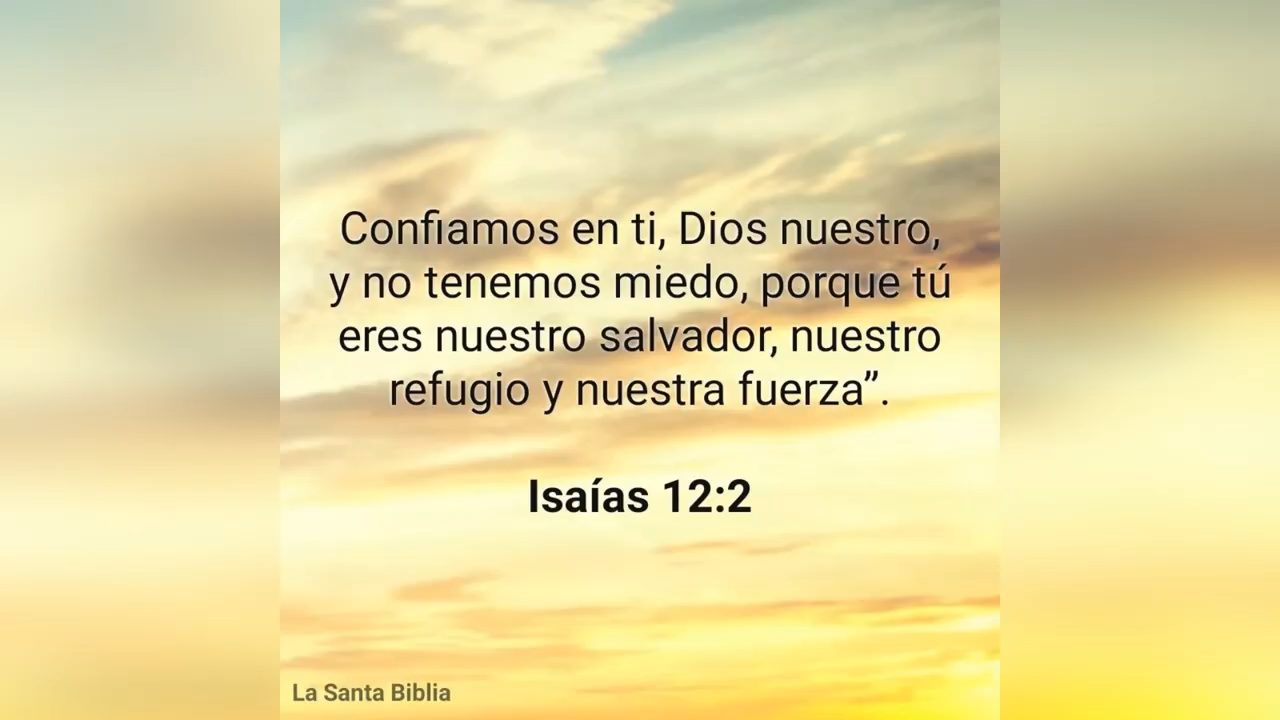 Confiamos en ti, Dios nuestro,
y no tenemos miedo, porque tú
eres nuestro salvador, nuestro
refugio y nuestra fuerza”.
Isaías 12:2
La Santa Biblia